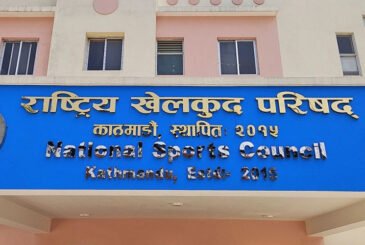 राष्ट्रिय खेलकुद परिषद्
काठमाडौं, स्थापितः २०१५
National Sports Council
Kathmandu, Estd:- 2015